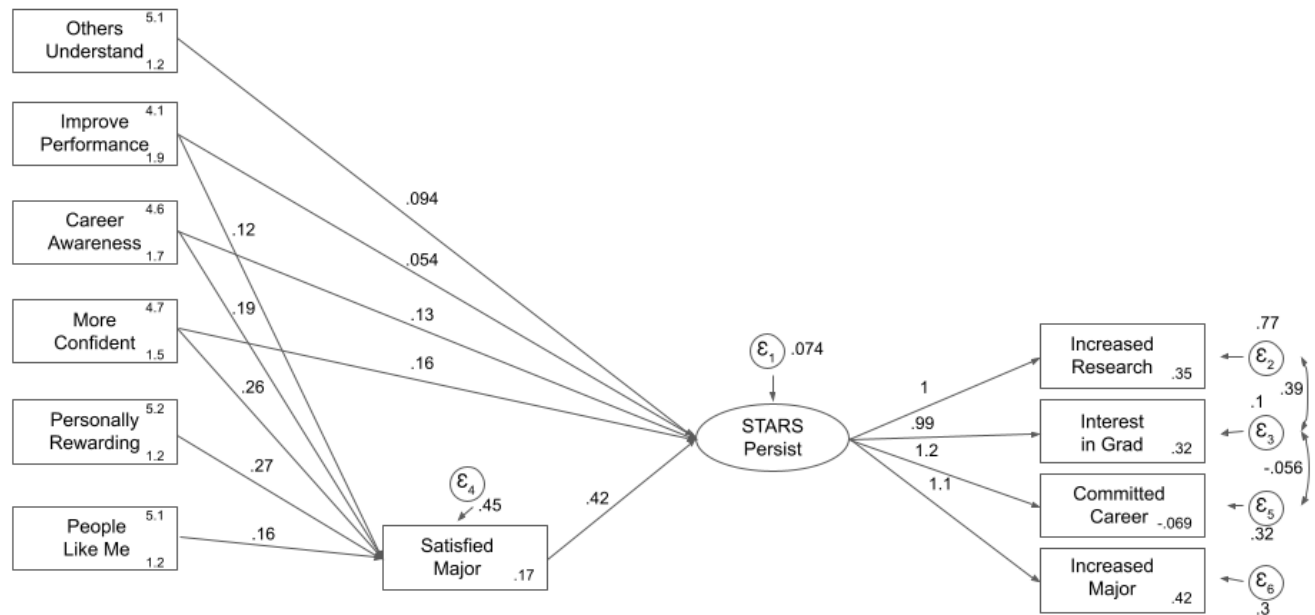 5.1
Others
Understand
1.2
4.1
Improve
Performance
1.9
4.6
Career
Awareness
1.7
4.7
More
Confident
1.5
5.2
Personally
Rewarding
1.2
5.1
People
Like Me
1.2
.094
.12
.054
.19
.13
.16
.26
.27
.16
ε4
.45
Satisfied
Major
.17
.42
ε1
.074
STARS
Persist
1
.99
1.2
1.1
Increased
Research
.35
.77
ε2
.39
Interest
in Grad
.32
.1
ε3
-.056
Committed
Career
-.069
ε5
.32
Increased
Major
.42
ε6
.3